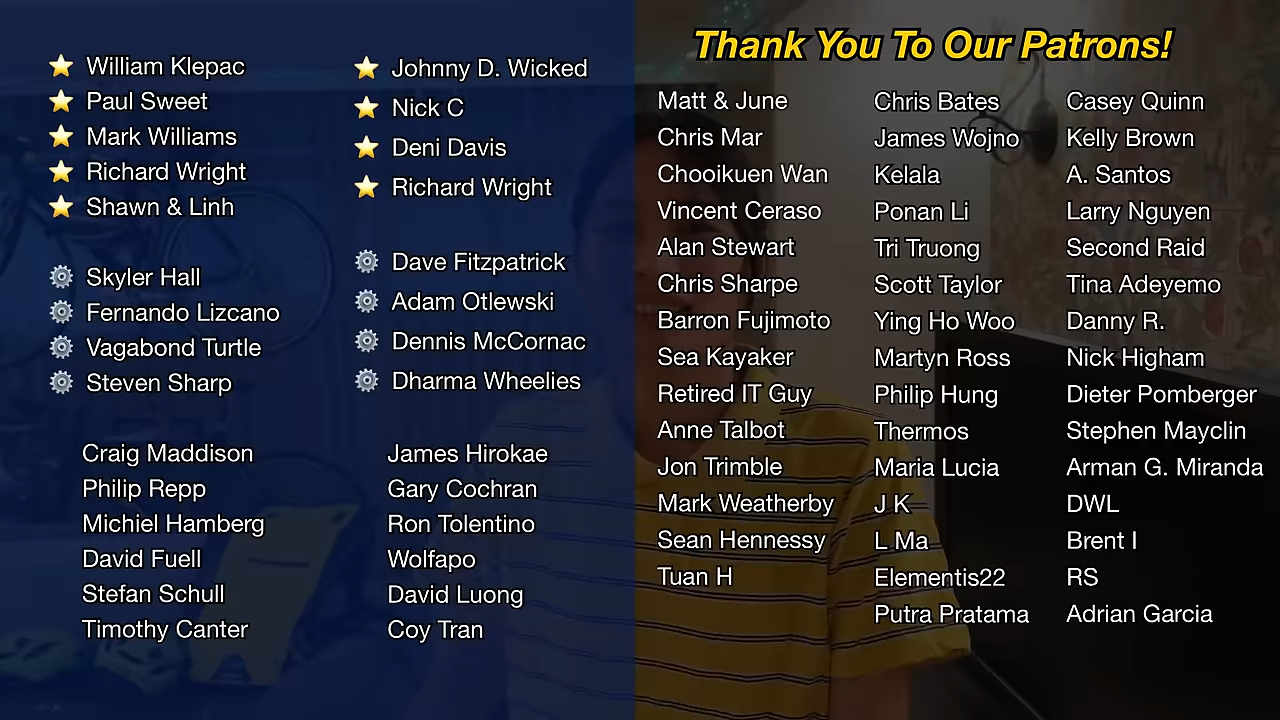 William Klepac
Paul Sweet
Mark Williams
Richard Wright
Shawn & Linh
Skyler Hall
Fernando Lizcano
Vagabond Turtle
Steven Sharp
Craig Maddison
Philip Repp
Michiel Hamberg
David Fuell
Stefan Schull
Timothy Canter
Johnny D. Wicked
Nick C
Deni Davis
Richard Wright
Dave Fitzpatrick
Adam Otlewski
Dennis McCornac
Dharma Wheelies
James Hirokae
Gary Cochran
Ron Tolentino
Wolfapo
David Luong
Coy Tran
Thank You To Our Patrons!
Matt & June
Chris Mar
Chooikuen Wan
Vincent Ceraso
Alan Stewart
Chris Sharpe
Barron Fujimoto
Sea Kayaker
Retired IT Guy
Anne Talbot
Jon Trimble
Mark Weatherby
Sean Hennessy
Tuan H
Chris Bates
James Wojno
Kelala
Ponan Li
Tri Truong
Scott Taylor
Ying Ho Woo
Martyn Ross
Philip Hung
Thermos
Maria Lucia
J K
L Ma
Elementis22
Putra Pratama
Casey Quinn
Kelly Brown
A. Santos
Larry Nguyen
Second Raid
Tina Adeyemo
Danny R.
Nick Higham
Dieter Pomberger
Stephen Mayclin
Arman G. Miranda
DWL
Brent I
RS
Adrian Garcia